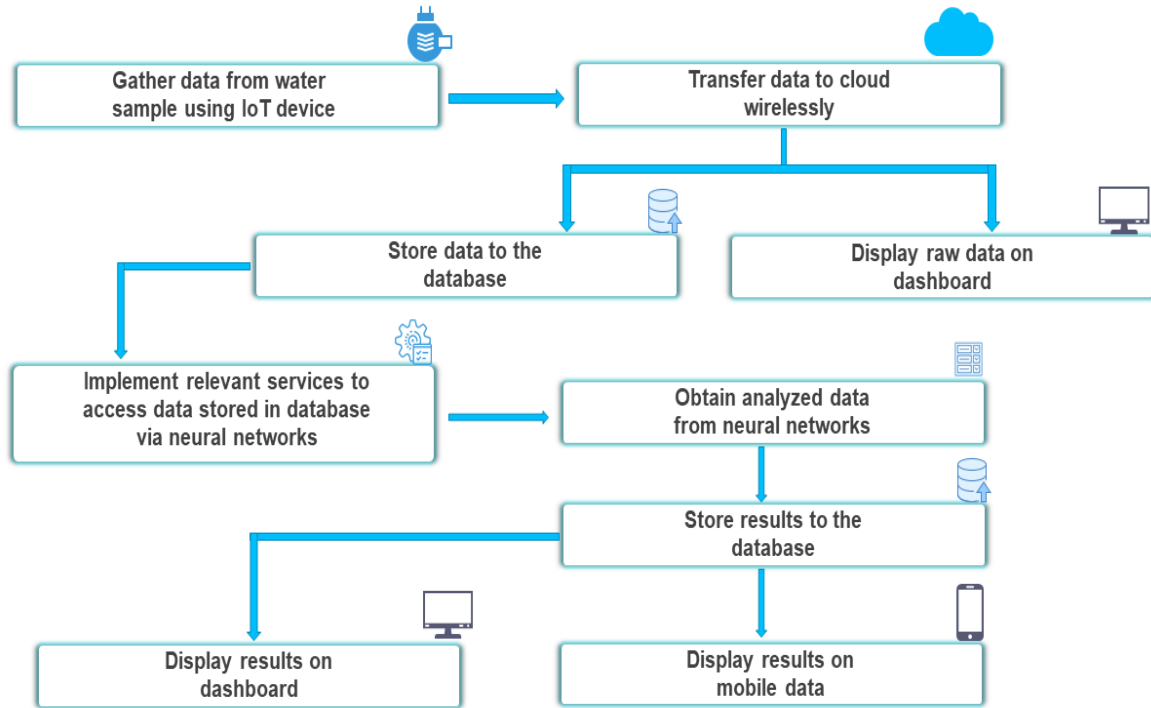 Gather data from water
sample using IoT device
Transfer data to cloud
wirelessly
Store data to the
database
Display raw data on
dashboard
Implement relevant services to
access data stored in database
via neural networks
Obtain analyzed data
from neural networks
Store results to the
database
Display results on
dashboard
Display results on
mobile data